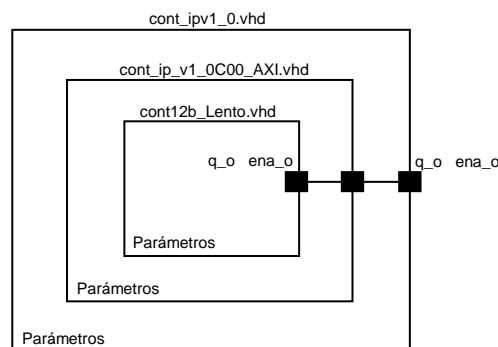 cont_ipv1_0.vhd
cont_ip_v1_0C00_AXI.vhd
cont12b_Lento.vhd
q_o ena_o
q_o ena_o
Parámetros
Parámetros
Parámetros